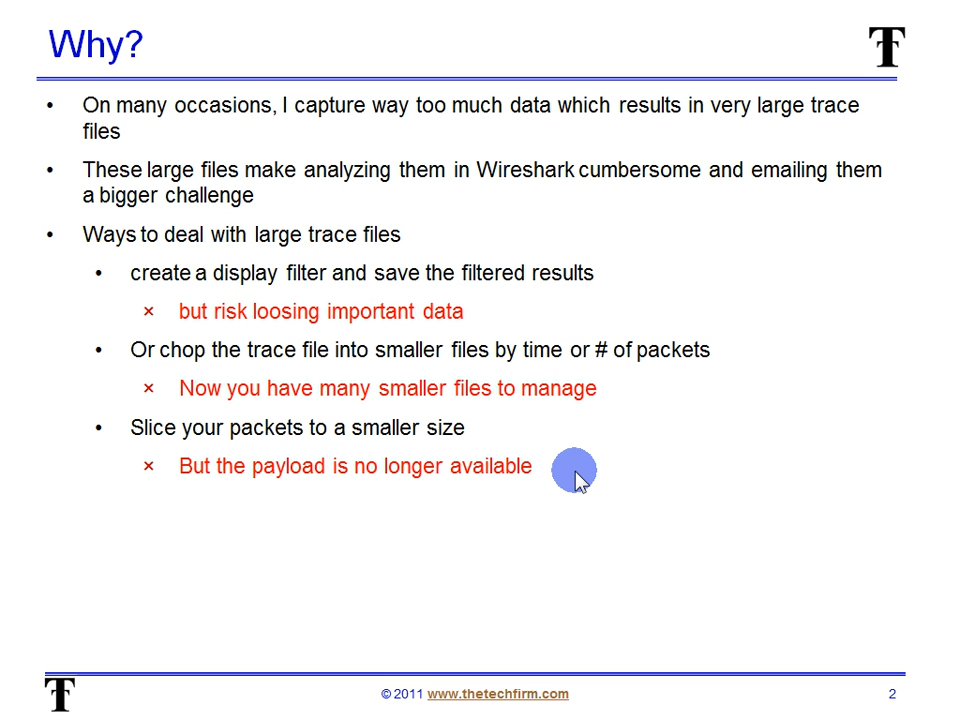 Why?
• On many occasions, I capture way too much data which results in very large trace
files
• These large files make analyzing them in Wireshark cumbersome and emailing them
a bigger challenge
• Ways to deal with large trace files
• create a display filter and save the filtered results
× but risk loosing important data
• Or chop the trace file into smaller files by time or # of packets
× Now you have many smaller files to manage
• Slice your packets to a smaller size
× But the payload is no longer available
© 2011 www.thetechfirm.com
2